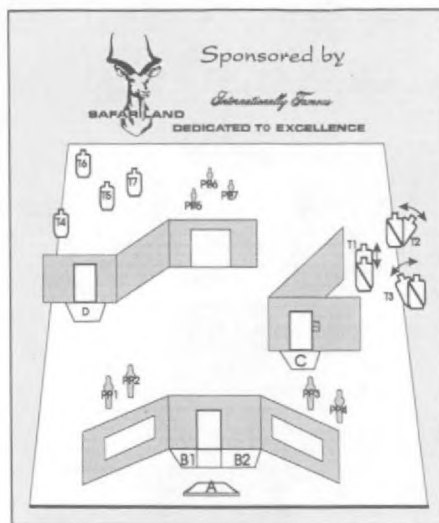 Sponsored by
Internationally Famous
SAFARILAND
DEDICATED TO EXCELLENCE
T6
T5
T7
T4
PP6
PP5
PP7
T1
T2
T3
D
C
PP1
PP2
PP3
PP4
B1
B2
A